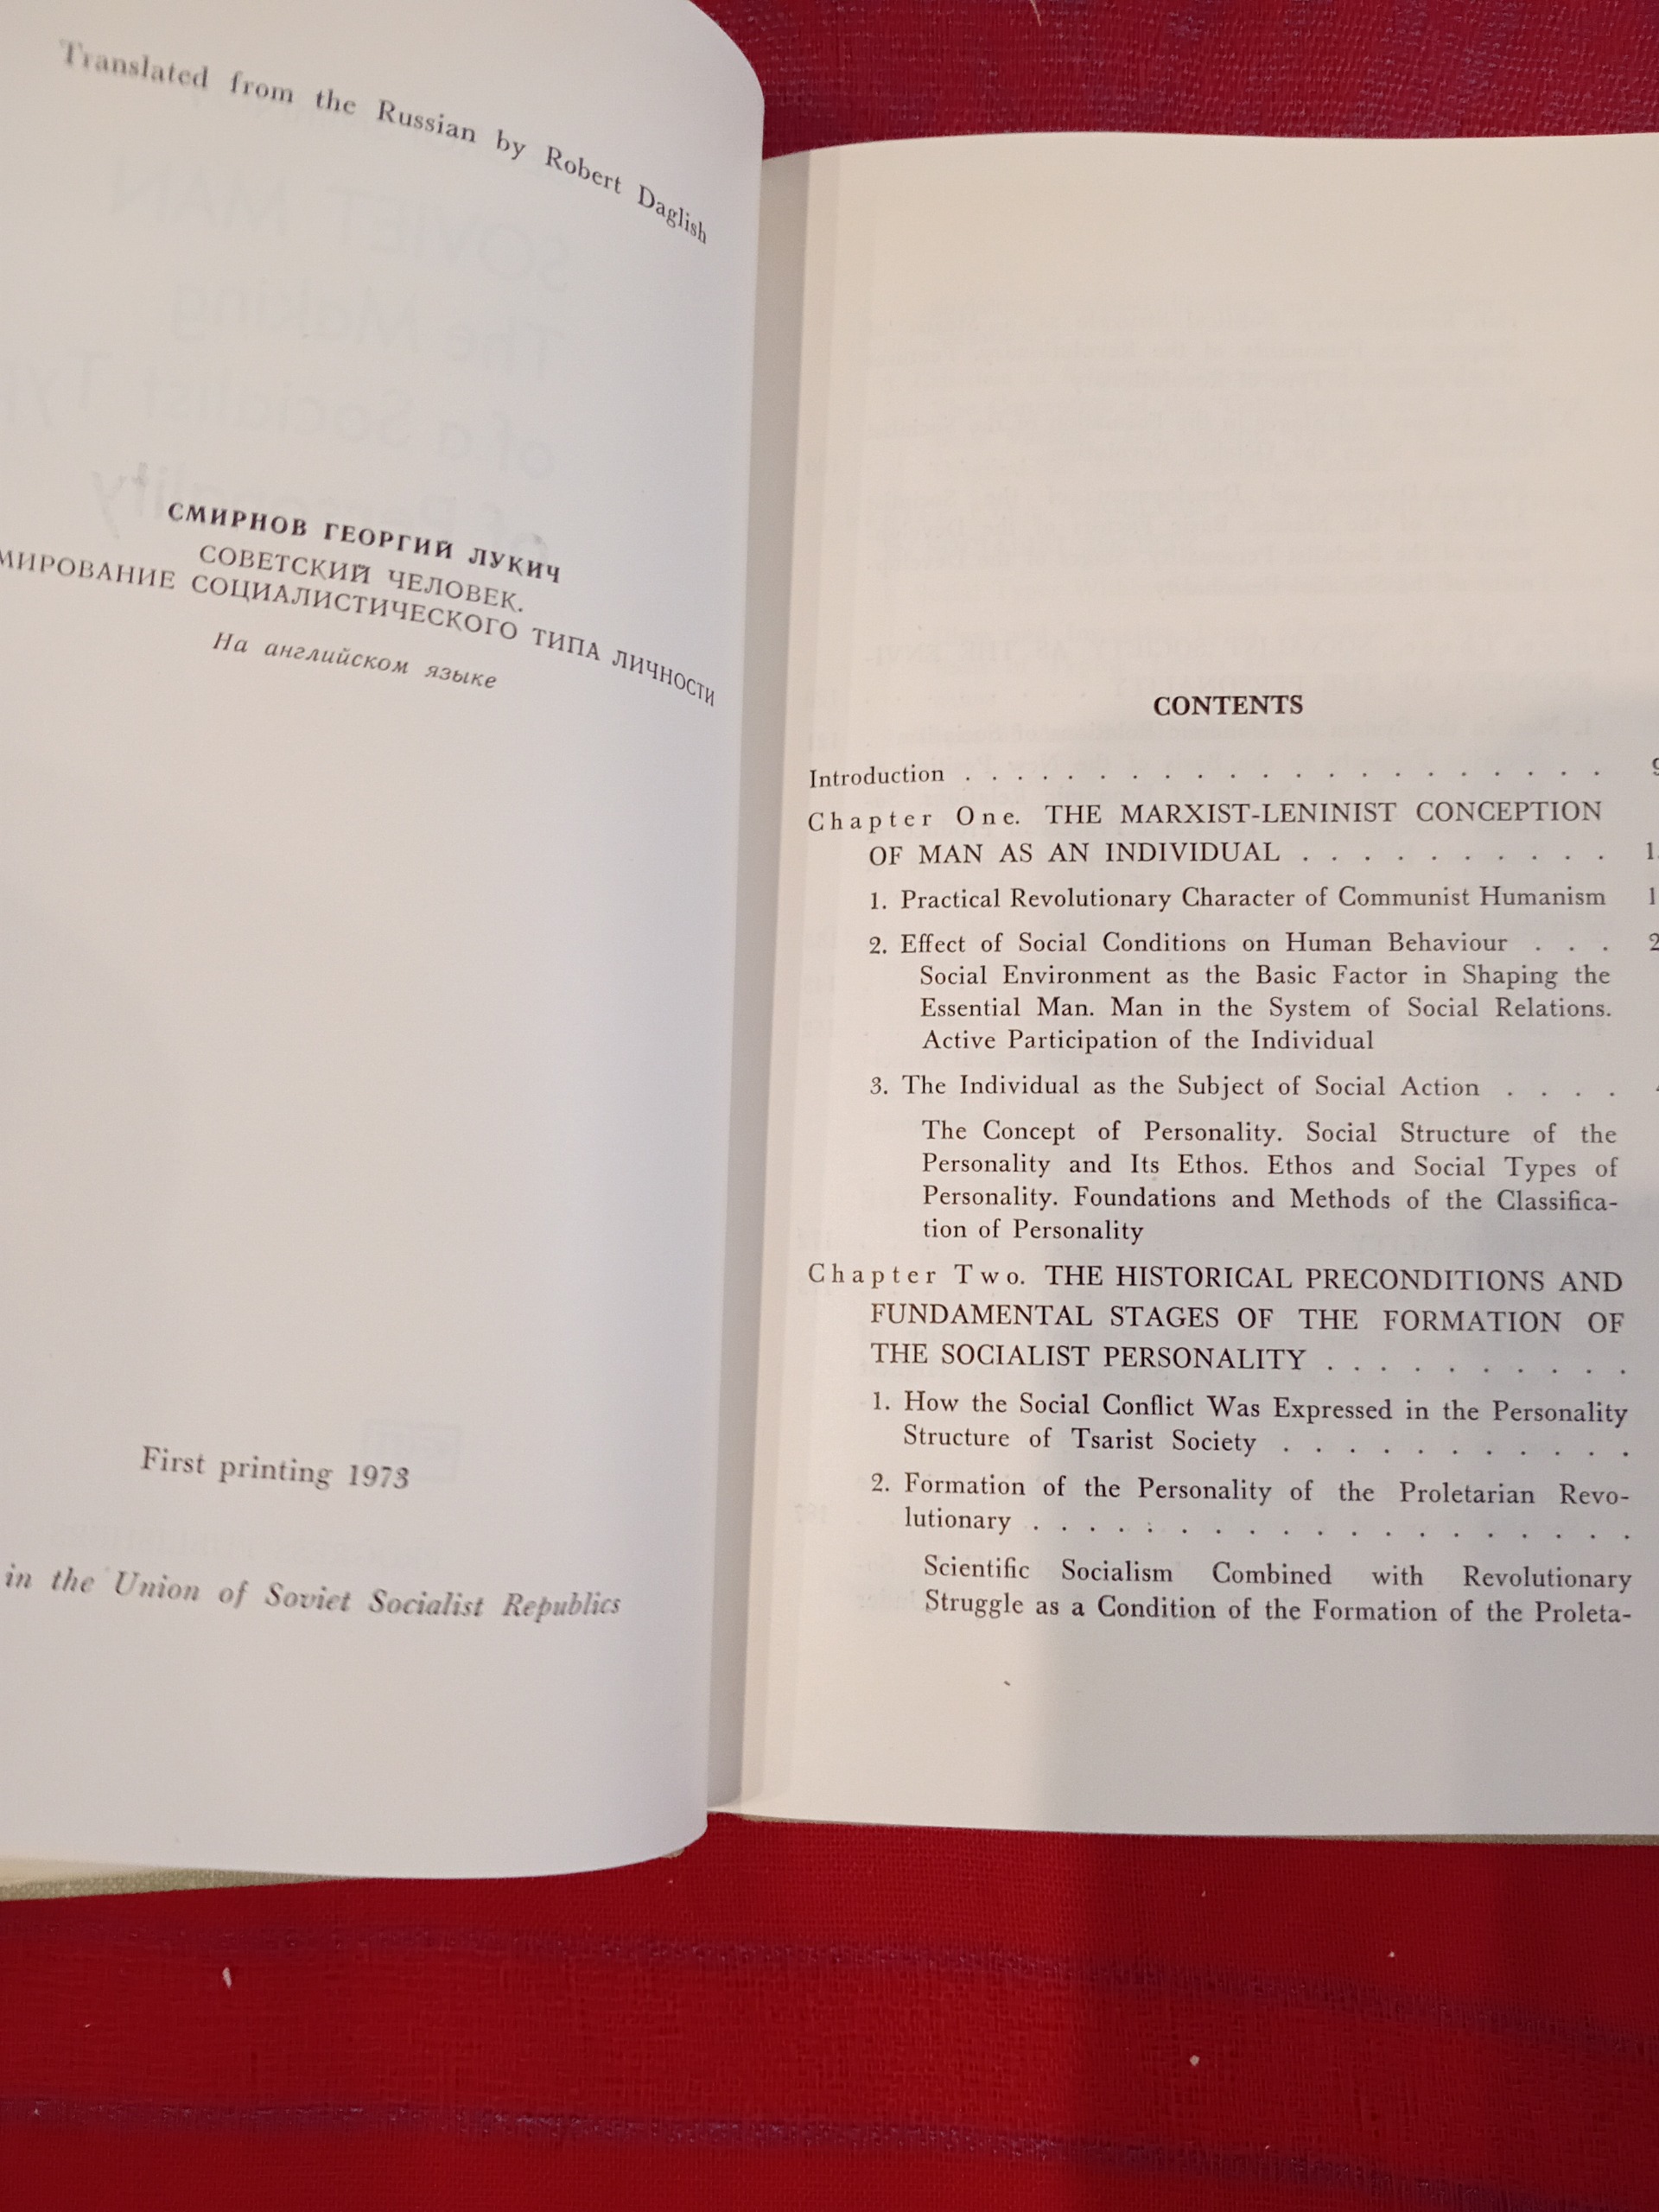 Translated from the Russian by Robert Daglish
СМИРНОВ ГЕОРГИЙ ЛУКИЧ
СОВЕТСКИЙ ЧЕЛОВЕК.
МИРОВАНИЕ СОЦИАЛИСТИЧЕСКОГО ТИПА ЛИЧНОСТИ
На английском языке
First printing 1973
in the Union of Soviet Socialist Republics
CONTENTS
Introduction . . . . . . . . . . . . . . . . . . . 9
Chapter One. THE MARXIST-LENINIST CONCEPTION
OF MAN AS AN INDIVIDUAL . . . . . . . . . .
1. Practical Revolutionary Character of Communist Humanism
2. Effect of Social Conditions on Human Behaviour . . .
Social Environment as the Basic Factor in Shaping the
Essential Man. Man in the System of Social Relations.
Active Participation of the Individual
3. The Individual as the Subject of Social Action . . . .
The Concept of Personality. Social Structure of the
Personality and Its Ethos. Ethos and Social Types of
Personality. Foundations and Methods of the Classifica-
tion of Personality
Chapter Two. THE HISTORICAL PRECONDITIONS AND
FUNDAMENTAL STAGES OF THE FORMATION OF
THE SOCIALIST PERSONALITY . . . . . . . . . .
1. How the Social Conflict Was Expressed in the Personality
Structure of Tsarist Society . . . . . . . . . . . .
2. Formation of the Personality of the Proletarian Revo-
lutionary . . . . . . . . . . . . . . . . . .
Scientific Socialism Combined with Revolutionary
Struggle as a Condition of the Formation of the Proleta-